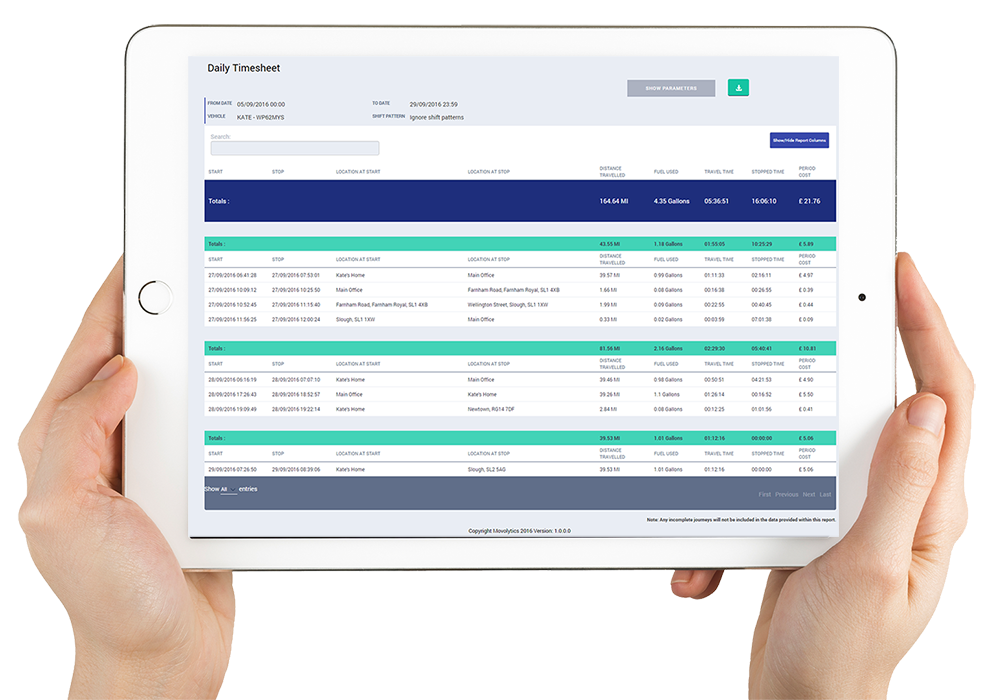 Daily Timesheet
SHOW PARAMETERS
FROM DATE 05/09/2016 00:00 TO DATE 29/09/2016 23:59
VEHICLE KATE - WP62MYS SHIFT PATTERN Ignore shift patterns
Search:
Show/Hide Report Columns
START STOP LOCATION AT START LOCATION AT STOP DISTANCE TRAVELLED FUEL USED TRAVEL TIME STOPPED TIME PERIOD COST
Totals : 164.64 MI 4.35 Gallons 05:36:51 16:06:10 £ 21.76
Totals : 43.55 MI 1.18 Gallons 01:55:05 10:25:29 £ 5.89
START STOP LOCATION AT START LOCATION AT STOP DISTANCE TRAVELLED FUEL USED TRAVEL TIME STOPPED TIME PERIOD COST
27/09/2016 06:41:28 27/09/2016 07:53:01 Kate's Home Main Office 39.57 MI 0.99 Gallons 01:11:33 02:16:11 £ 4.97
27/09/2016 10:09:12 27/09/2016 10:25:50 Main Office Farnham Road, Farnham Royal, SL1 4XB 1.66 MI 0.08 Gallons 00:16:38 00:26:55 £ 0.39
27/09/2016 10:52:45 27/09/2016 11:15:40 Farnham Road, Farnham Royal, SL1 4XB Wellington Street, Slough, SL1 1XW 1.99 MI 0.09 Gallons 00:22:55 00:40:45 £ 0.44
27/09/2016 11:56:25 27/09/2016 12:00:24 Slough, SL1 1XW Main Office 0.33 MI 0.02 Gallons 00:03:59 07:01:38 £ 0.09
Totals : 81.56 MI 2.16 Gallons 02:29:30 05:40:41 £ 10.81
START STOP LOCATION AT START LOCATION AT STOP DISTANCE TRAVELLED FUEL USED TRAVEL TIME STOPPED TIME PERIOD COST
28/09/2016 06:16:19 28/09/2016 07:07:10 Kate's Home Main Office 39.46 MI 0.98 Gallons 00:50:51 04:21:53 £ 4.90
28/09/2016 17:26:43 28/09/2016 18:52:57 Main Office Kate's Home 39.26 MI 1.1 Gallons 01:26:14 00:16:52 £ 5.50
28/09/2016 19:09:49 28/09/2016 19:22:14 Kate's Home Newtown, RG14 7DF 2.84 MI 0.08 Gallons 00:12:25 01:01:56 £ 0.41
Totals : 39.53 MI 1.01 Gallons 01:12:16 00:00:00 £ 5.06
START STOP LOCATION AT START LOCATION AT STOP DISTANCE TRAVELLED FUEL USED TRAVEL TIME STOPPED TIME PERIOD COST
29/09/2016 07:26:50 29/09/2016 08:39:06 Kate's Home Slough, SL2 5AG 39.53 MI 1.01 Gallons 01:12:16 00:00:00 £ 5.06
Show All entries
First Previous Next Last
Note: Any incomplete journeys will not be included in the data provided within this report.
Copyright Movolytics 2016 Version: 1.0.0.0